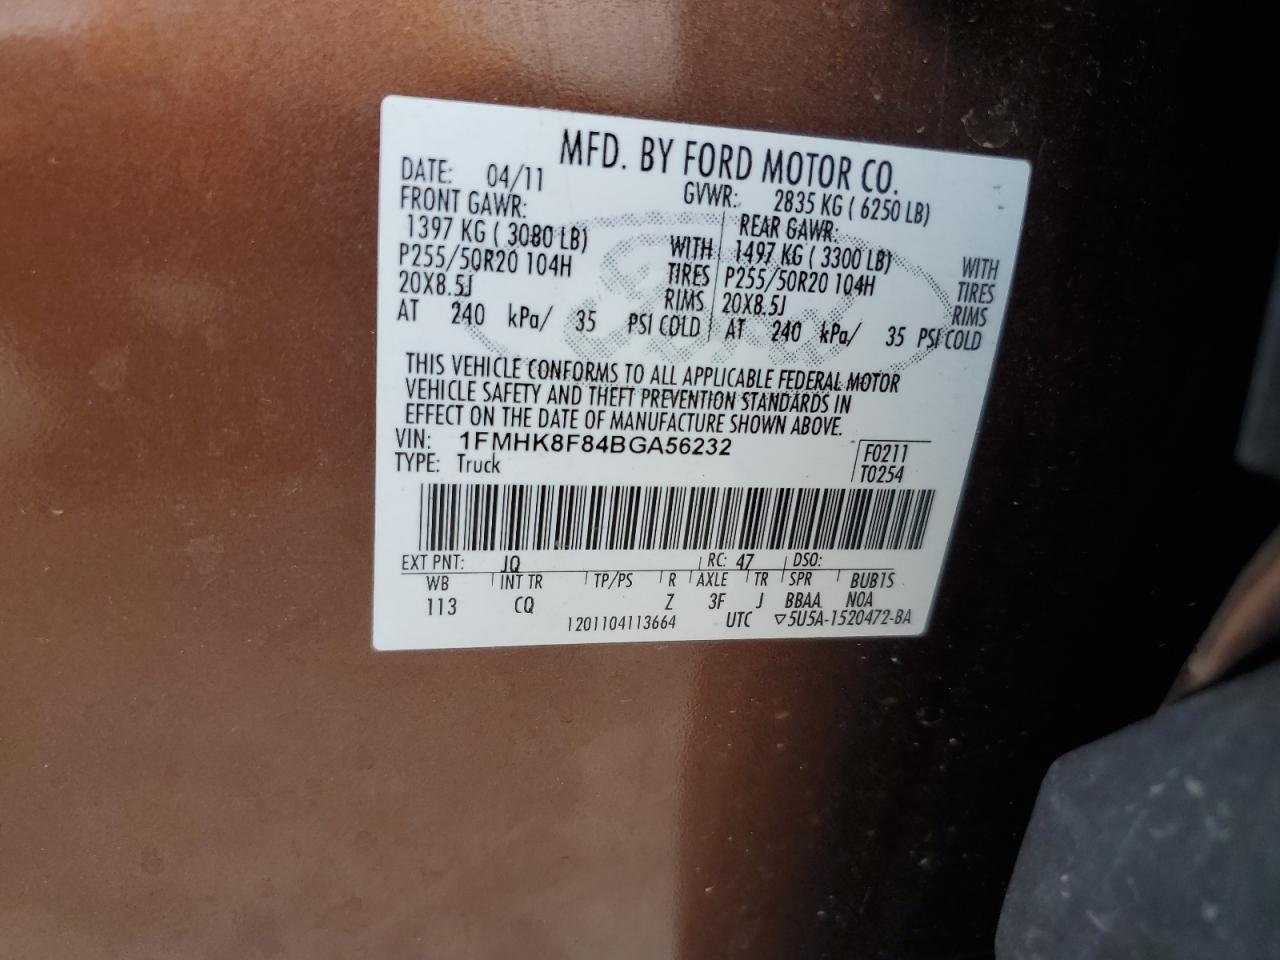 MFD. BY FORD MOTOR CO.
DATE: 04/11 GVWR: 2835 KG ( 6250 LB)
FRONT GAWR: REAR GAWR:
1397 KG ( 3080 LB) WITH 1497 KG ( 3300 LB) WITH
P255/50R20 104H TIRES P255/50R20 104H TIRES
20X8.5J RIMS 20X8.5J RIMS
AT 240 kPa/ 35 PSI COLD AT 240 kPa/ 35 PSI COLD
THIS VEHICLE CONFORMS TO ALL APPLICABLE FEDERAL MOTOR
VEHICLE SAFETY AND THEFT PREVENTION STANDARDS IN
EFFECT ON THE DATE OF MANUFACTURE SHOWN ABOVE.
VIN: 1FMHK8F84BGA56232 F0211
TYPE: Truck T0254
EXT PNT: JQ RC: 47 DSO:
WB INT TR TP/PS R AXLE TR SPR BUB1S
113 CQ Z 3F J BBAA NOA
1201104113664 UTC ▽5U5A-1520472-BA